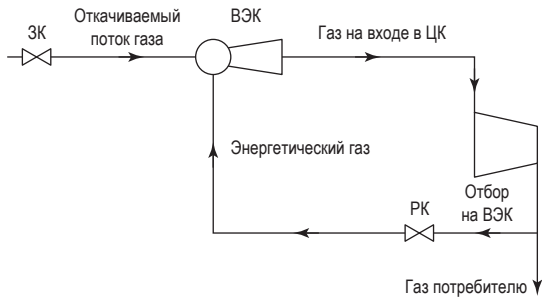 ЗК
Откачиваемый
поток газа
ВЭК
Газ на входе в ЦК
Энергетический газ
Отбор
на ВЭК
РК
Газ потребителю